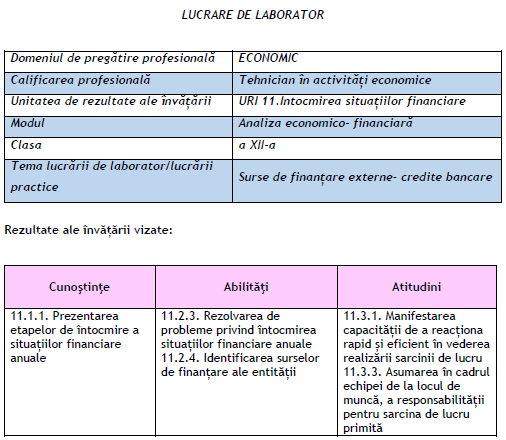 LUCRARE DE LABORATOR
Domeniul de pregătire profesională ECONOMIC
Calificarea profesională Tehnician în activități economice
Unitatea de rezultate ale învățării URI 11.Intocmirea situațiilor financiare
Modul Analiza economico- financiară
Clasa a XII-a
Tema lucrării de laborator/lucrării
practice
Surse de finanțare externe- credite bancare
Rezultate ale învățării vizate:
Cunoștințe Abilități Atitudini
11.1.1. Prezentarea
etapelor de întocmire a
situațiilor financiare
anuale
11.2.3. Rezolvarea de
probleme privind întocmirea
situațiilor financiare anuale
11.2.4. Identificarea surselor
de finanțare ale entității
11.3.1. Manifestarea
capacității de a reacționa
rapid și eficient în vederea
realizării sarcinii de lucru
11.3.3. Asumarea în cadrul
echipei de la locul de
muncă, a responsabilității
pentru sarcina de lucru
primită